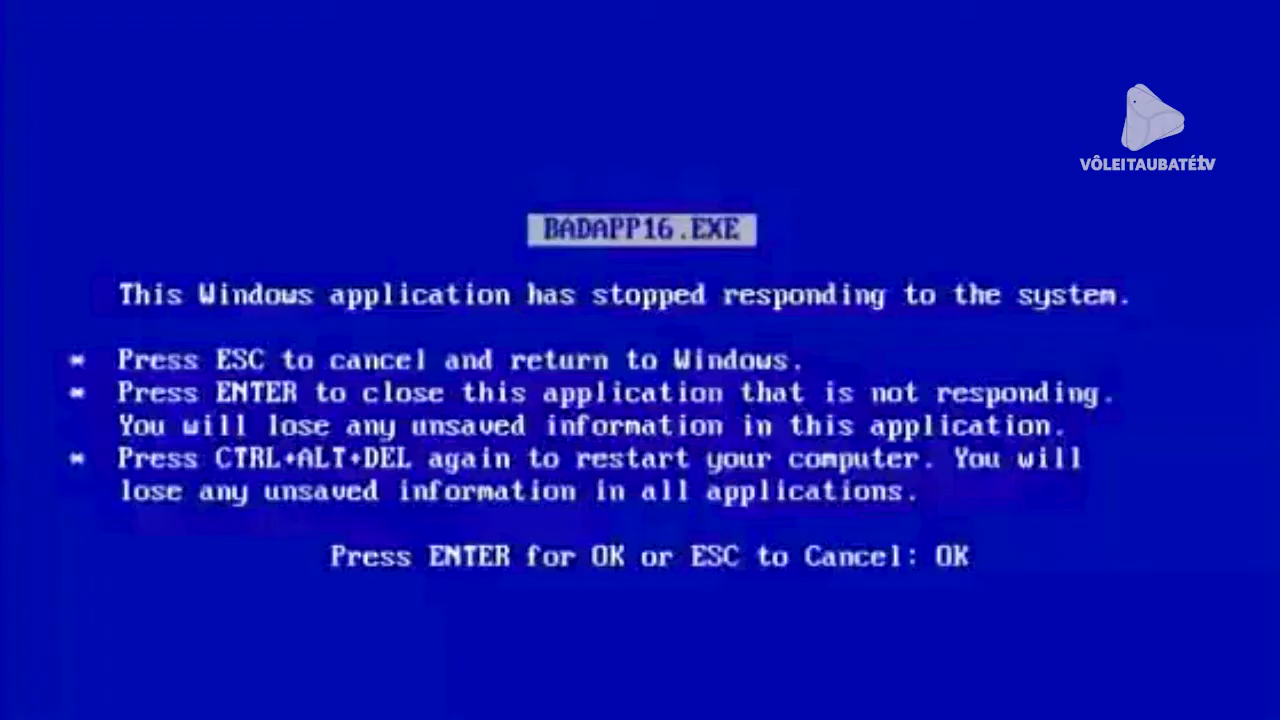 VÔLEITAUBATÉTV
BADAPP16.EXE
This Windows application has stopped responding to the system.
* Press ESC to cancel and return to Windows.
* Press ENTER to close this application that is not responding.
You will lose any unsaved information in this application.
* Press CTRL+ALT+DEL again to restart your computer. You will
lose any unsaved information in all applications.
Press ENTER for OK or ESC to Cancel: OK